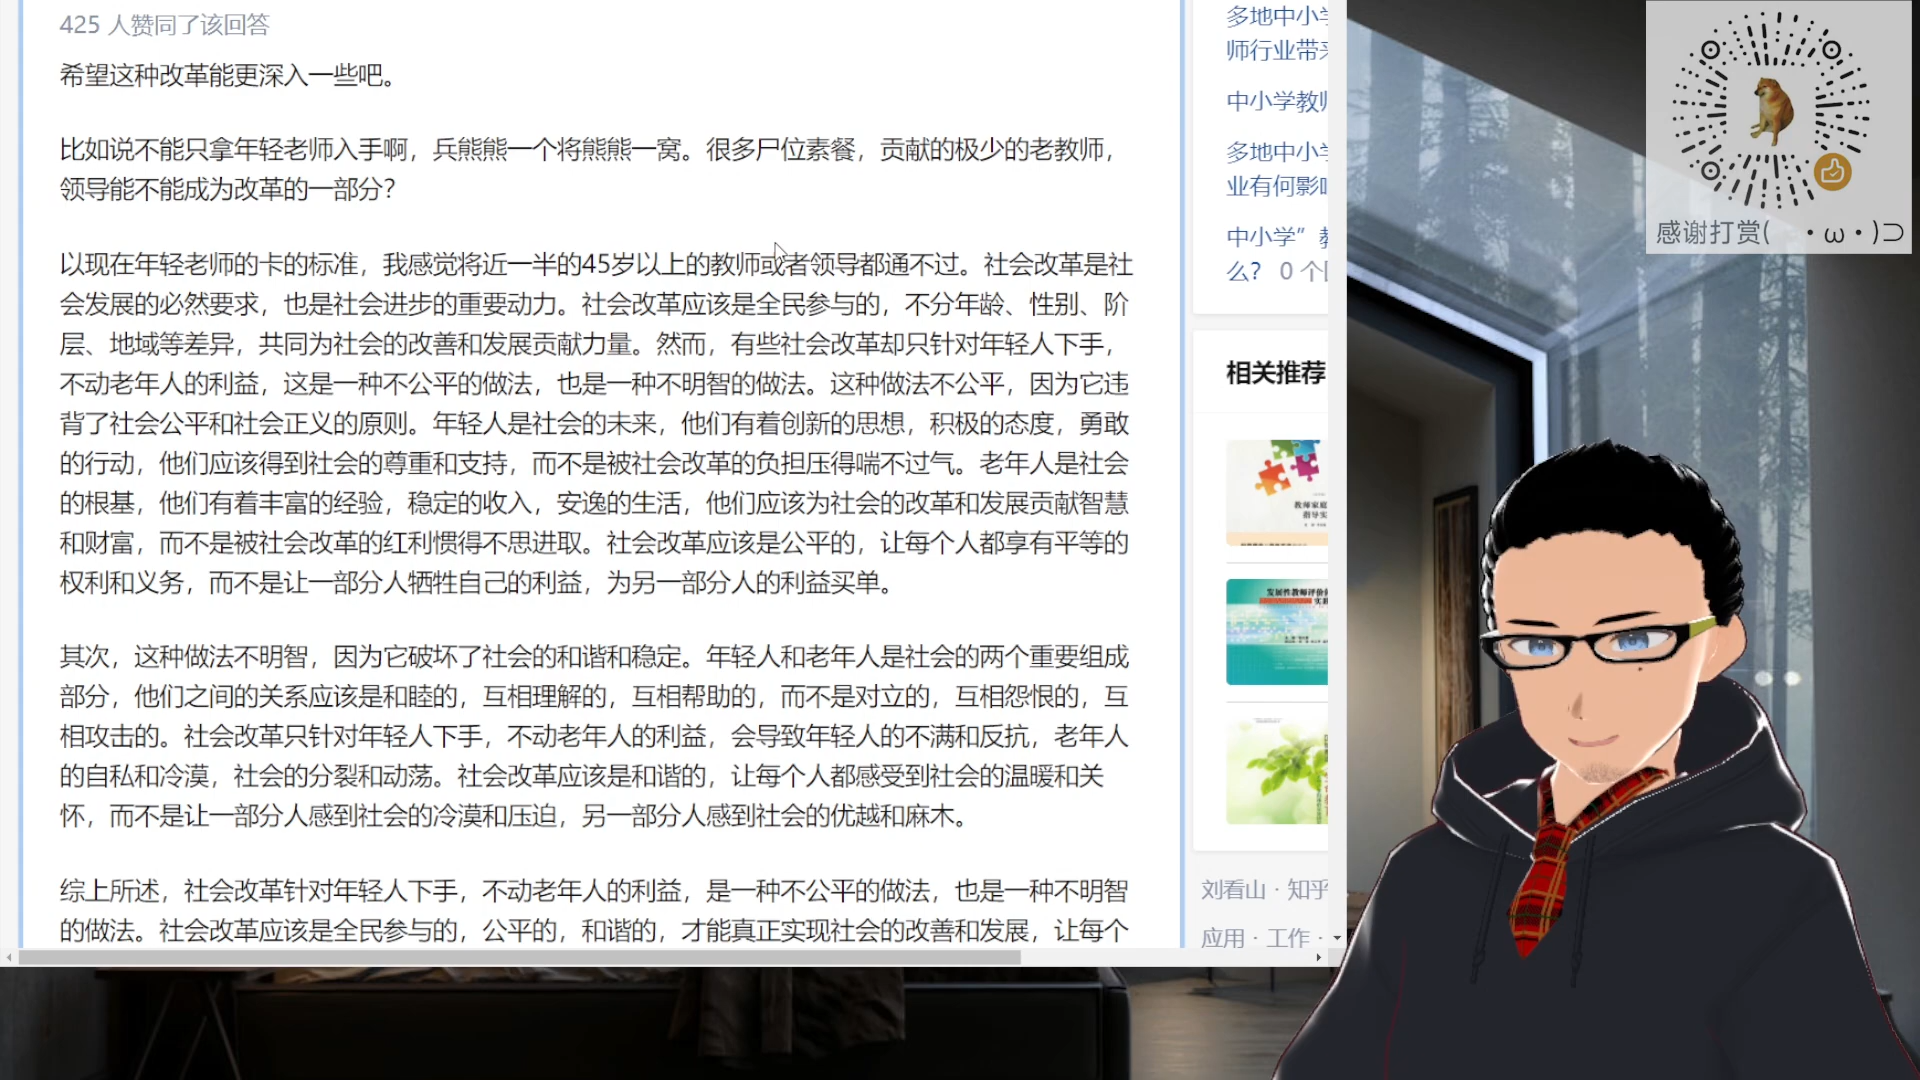 425 人赞同了该回答
希望这种改革能更深入一些吧。
比如说不能只拿年轻老师入手啊，兵熊熊一个将熊熊一窝。很多尸位素餐，贡献的极少的老教师，
领导能不能成为改革的一部分？
以现在年轻老师的卡的标准，我感觉将近一半的45岁以上的教师或者领导都通不过。社会改革是社
会发展的必然要求，也是社会进步的重要动力。社会改革应该是全民参与的，不分年龄、性别、阶
层、地域等差异，共同为社会的改善和发展贡献力量。然而，有些社会改革却只针对年轻人下手，
不动老年人的利益，这是一种不公平的做法，也是一种不明智的做法。这种做法不公平，因为它违
背了社会公平和社会正义的原则。年轻人是社会的未来，他们有着创新的思想，积极的态度，勇敢
的行动，他们应该得到社会的尊重和支持，而不是被社会改革的负担压得喘不过气。老年人是社会
的根基，他们有着丰富的经验，稳定的收入，安逸的生活，他们应该为社会的改革和发展贡献智慧
和财富，而不是被社会改革的红利惯得不思进取。社会改革应该是公平的，让每个人都享有平等的
权利和义务，而不是让一部分人牺牲自己的利益，为另一部分人的利益买单。
其次，这种做法不明智，因为它破坏了社会的和谐和稳定。年轻人和老年人是社会的两个重要组成
部分，他们之间的关系应该是和睦的，互相理解的，互相帮助的，而不是对立的，互相怨恨的，互
相攻击的。社会改革只针对年轻人下手，不动老年人的利益，会导致年轻人的不满和反抗，老年人
的自私和冷漠，社会的分裂和动荡。社会改革应该是和谐的，让每个人都感受到社会的温暖和关
怀，而不是让一部分人感到社会的冷漠和压迫，另一部分人感到社会的优越和麻木。
综上所述，社会改革针对年轻人下手，不动老年人的利益，是一种不公平的做法，也是一种不明智
的做法。社会改革应该是全民参与的，公平的，和谐的，才能真正实现社会的改善和发展，让每个
多地中小学
师行业带来
中小学教师
多地中小学
业有何影响
中小学”教
么？ 0 个回
相关推荐
教师家庭
指导实
发展性教师评价的
实
刘看山 · 知乎
应用 · 工作 ·
感谢打赏( ・ω・)⊃